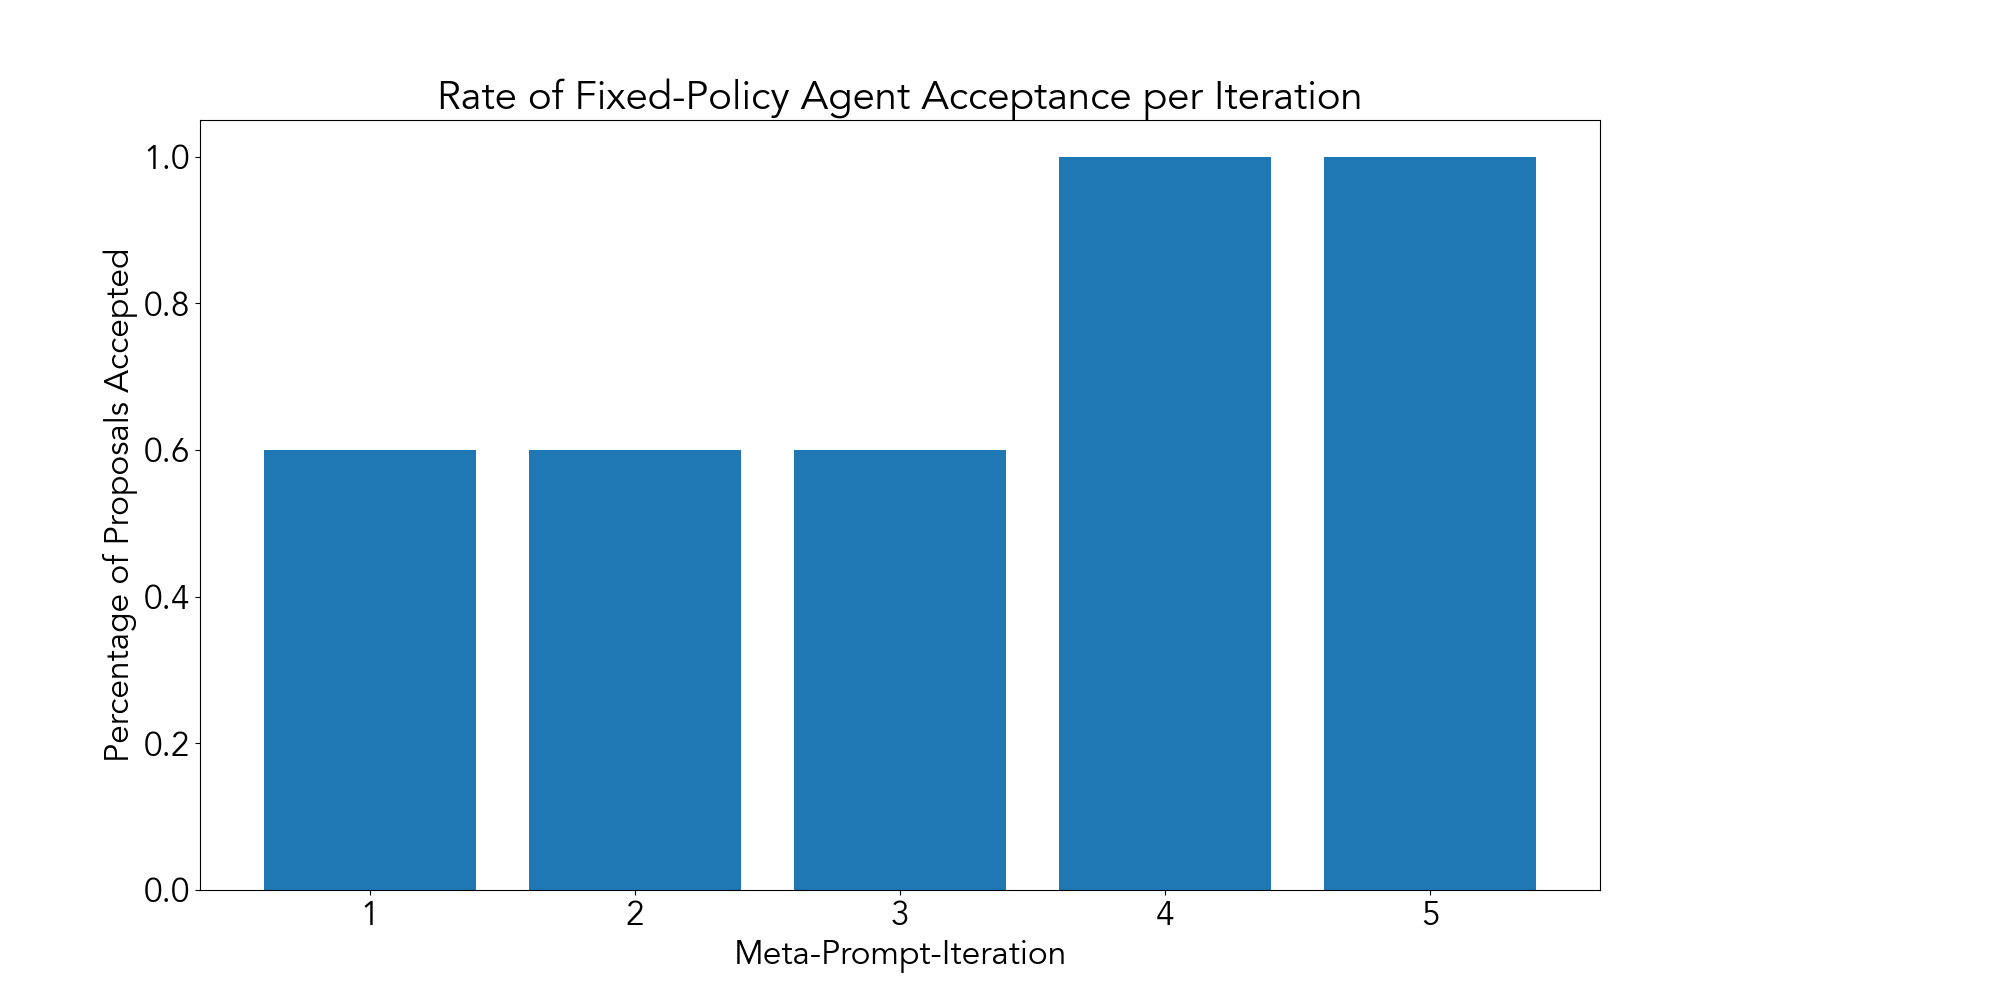 Rate of Fixed-Policy Agent Acceptance per Iteration
Percentage of Proposals Accepted
1.0
0.8
0.6
0.4
0.2
0.0
1 2 3 4 5
Meta-Prompt-Iteration